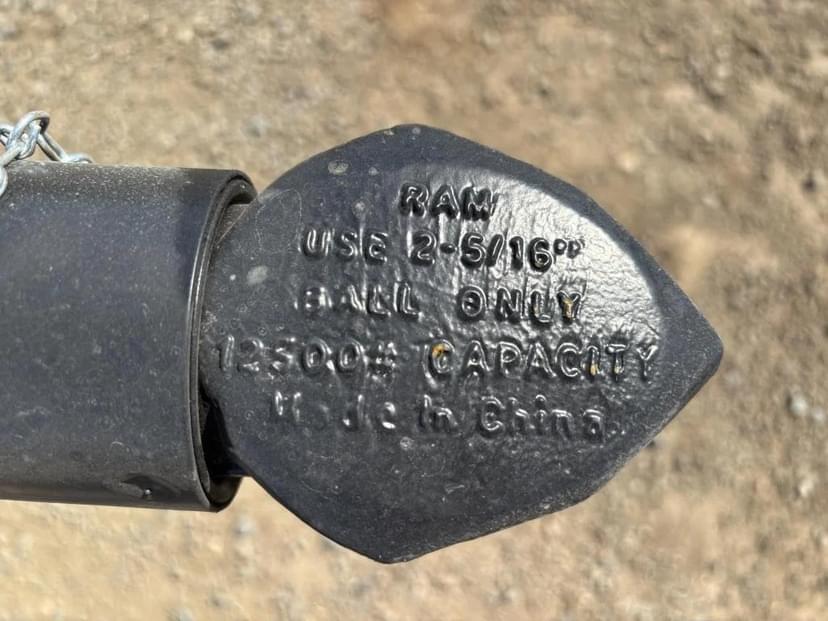 RAM
USE 2-5/16"
BALL ONLY
12500# CAPACITY
Made In China